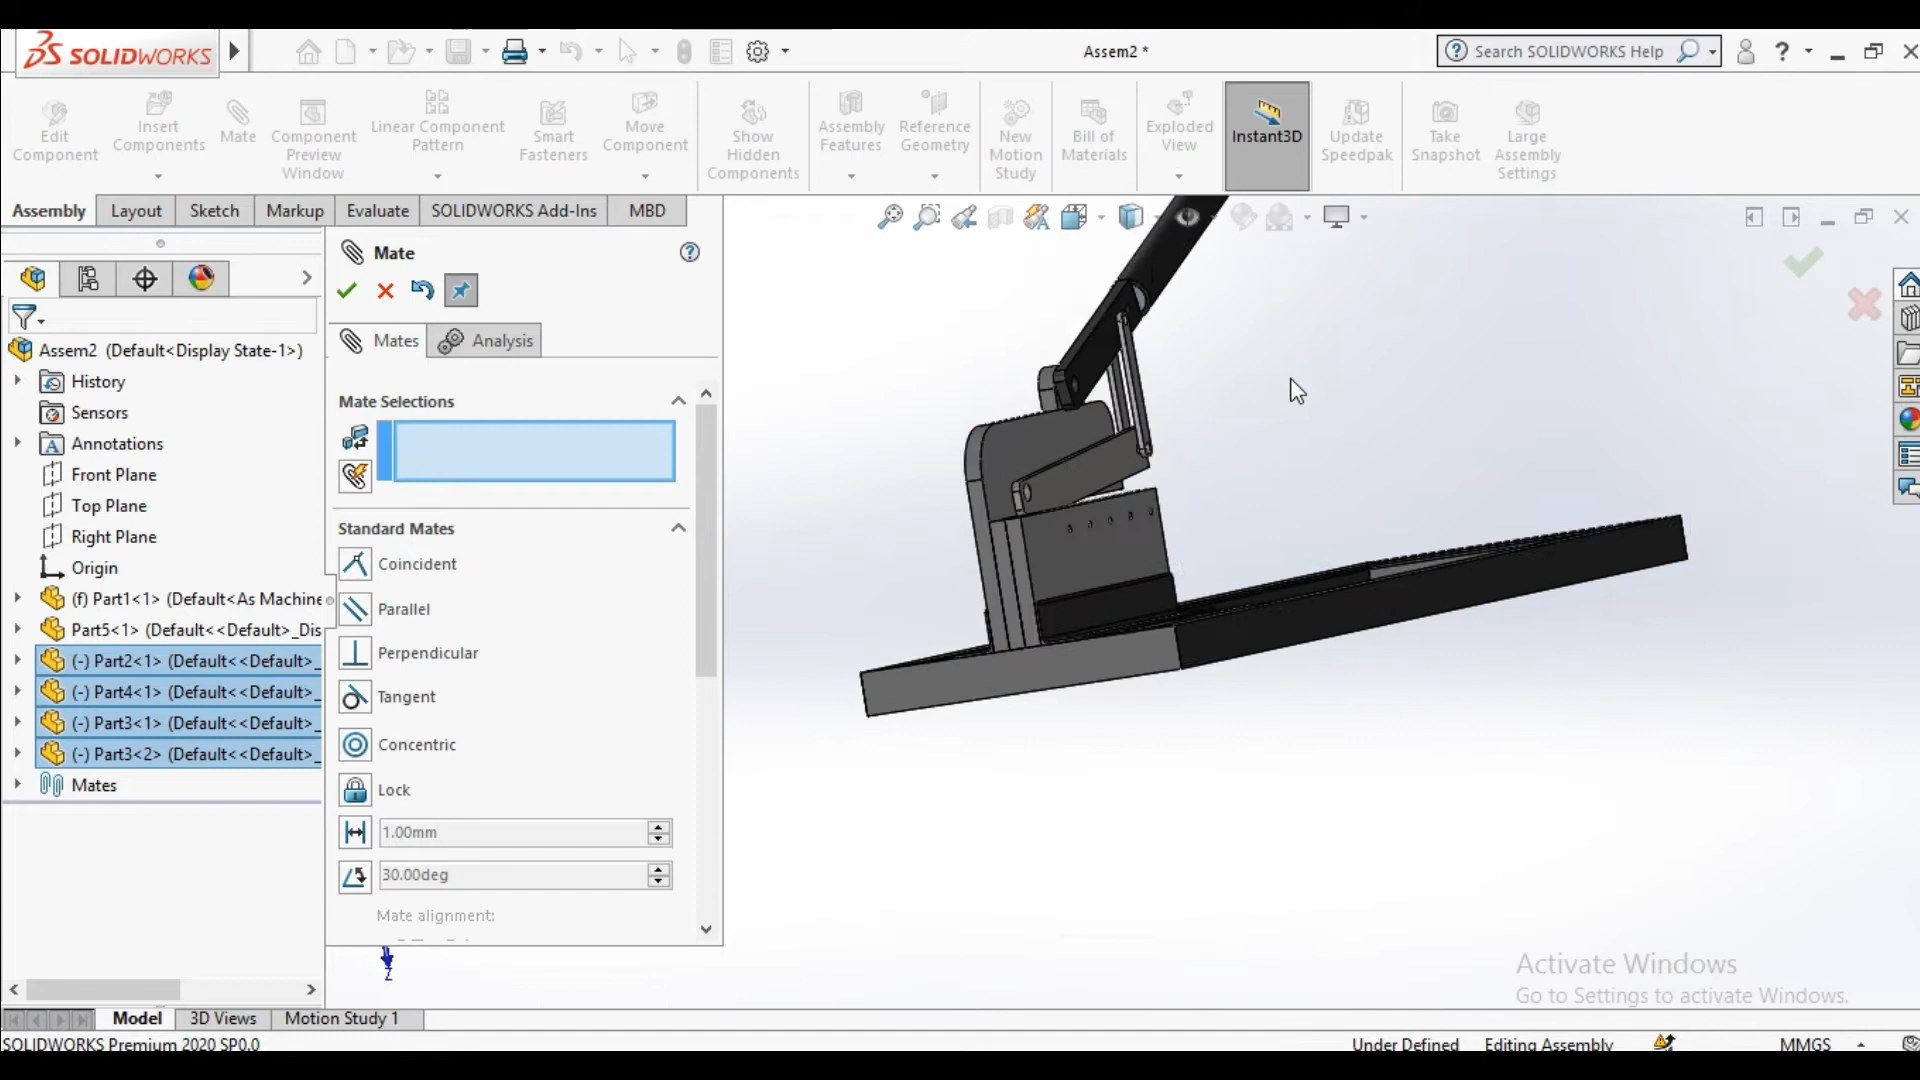 SOLIDWORKS
Assem2 *
Search SOLIDWORKS Help
Edit Component
Insert Components
Mate
Component Preview Window
Linear Component Pattern
Smart Fasteners
Move Component
Show Hidden Components
Assembly Features
Reference Geometry
New Motion Study
Bill of Materials
Exploded View
Instant3D
Update Speedpak
Take Snapshot
Large Assembly Settings
Assembly
Layout
Sketch
Markup
Evaluate
SOLIDWORKS Add-Ins
MBD
Mate
Mates
Analysis
Assem2 (Default<Display State-1>)
History
Sensors
Annotations
Front Plane
Top Plane
Right Plane
Origin
(f) Part1<1> (Default<As Machine
Part5<1> (Default<<Default>_Dis
(-) Part2<1> (Default<<Default>_
(-) Part4<1> (Default<<Default>_
(-) Part3<1> (Default<<Default>_
(-) Part3<2> (Default<<Default>_
Mates
Mate Selections
Standard Mates
Coincident
Parallel
Perpendicular
Tangent
Concentric
Lock
1.00mm
30.00deg
Mate alignment:
Z
Activate Windows
Go to Settings to activate Windows.
Model
3D Views
Motion Study 1
SOLIDWORKS Premium 2020 SP0.0
Under Defined
Editing Assembly
MMGS